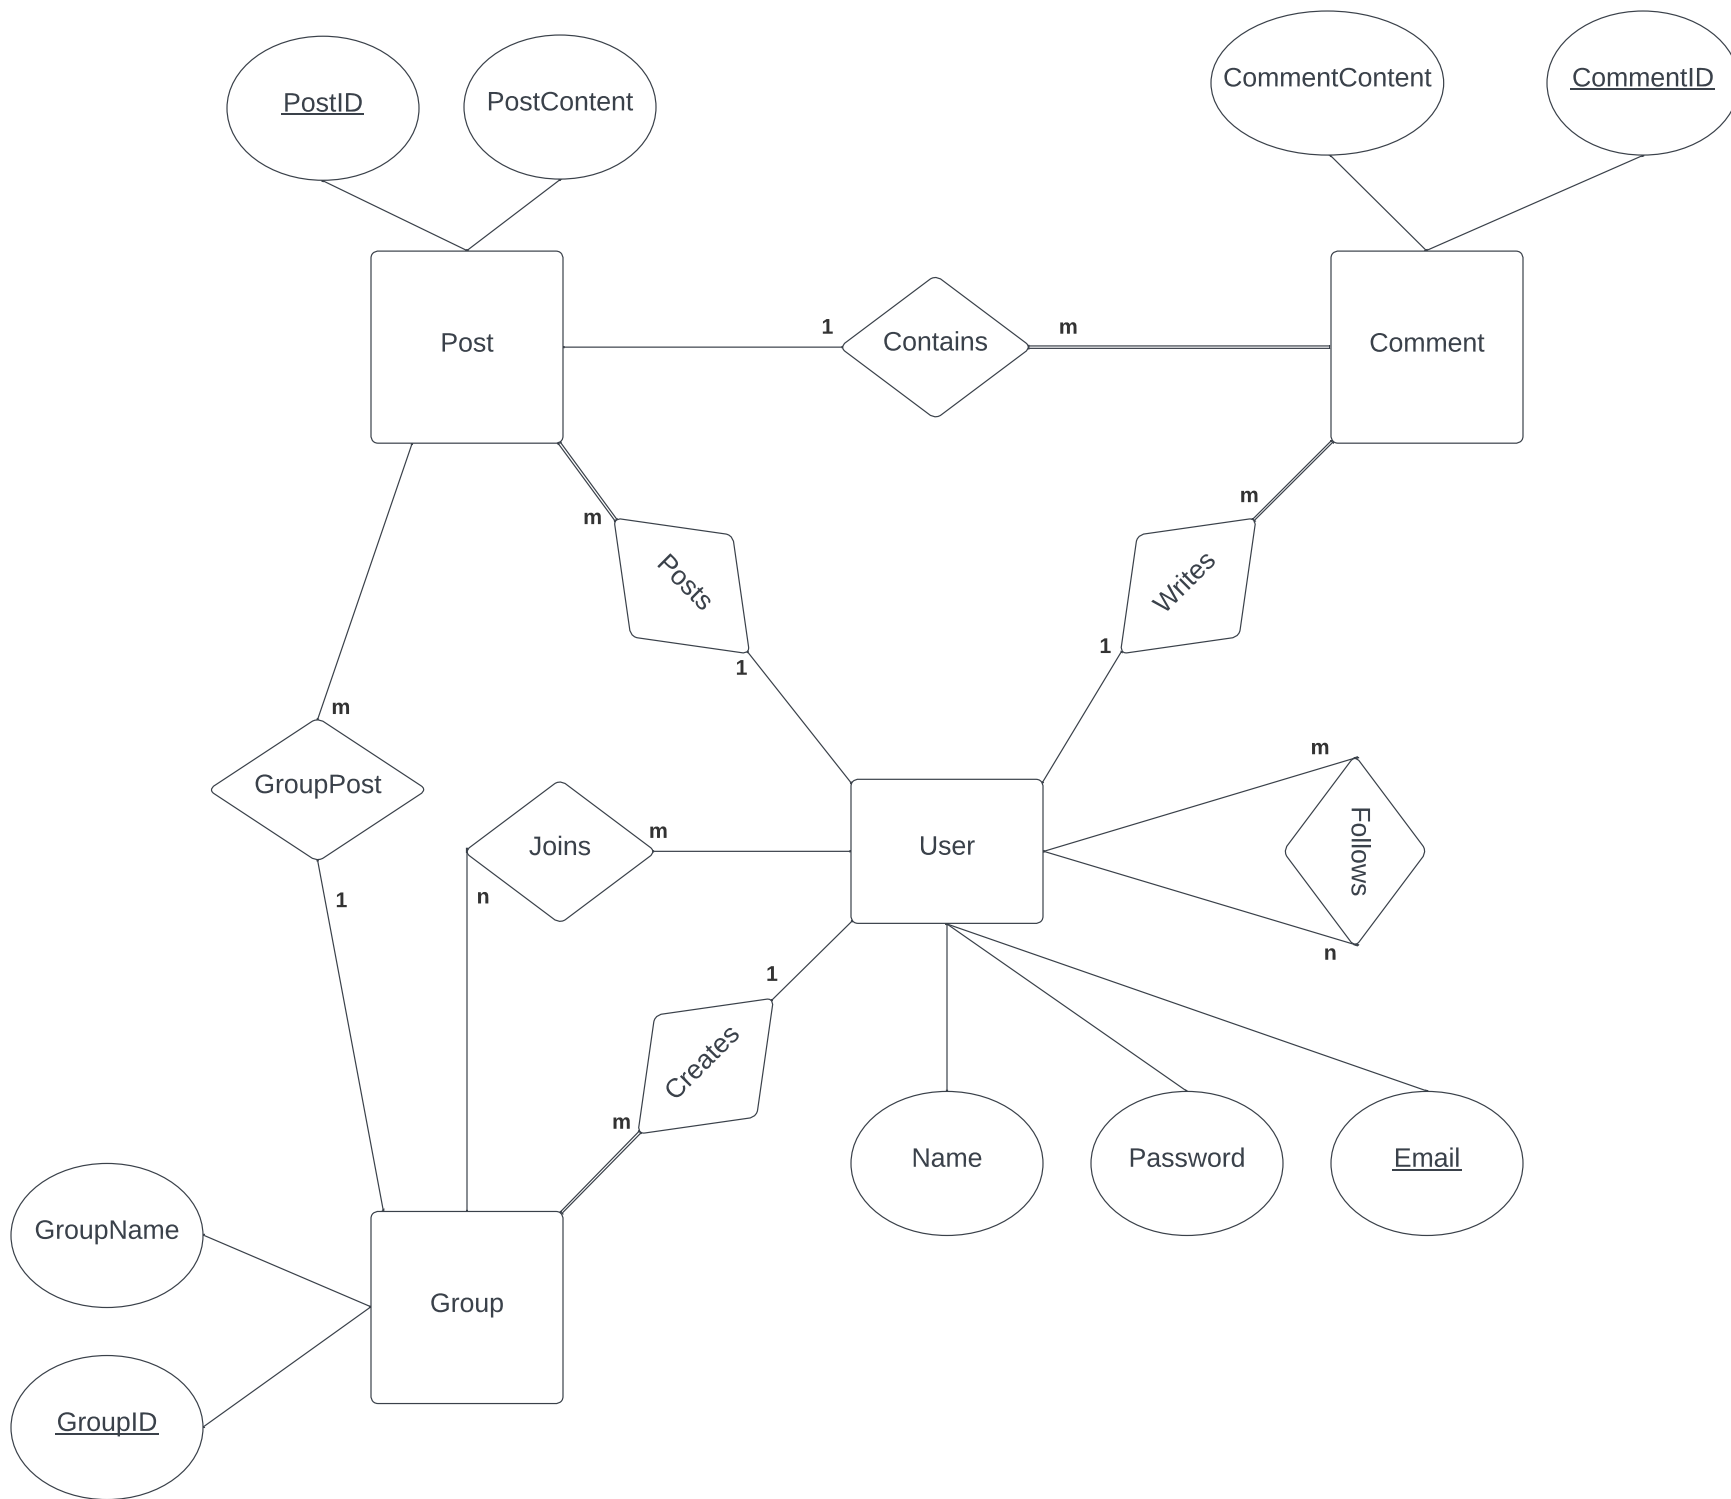 CommentContent
CommentID
PostID
PostContent
Post
1
Contains
m
Comment
m
m
Posts
Writes
1
1
m
m
GroupPost
Joins
m
User
Follows
1
n
n
1
Creates
m
Name
Password
Email
GroupName
Group
GroupID